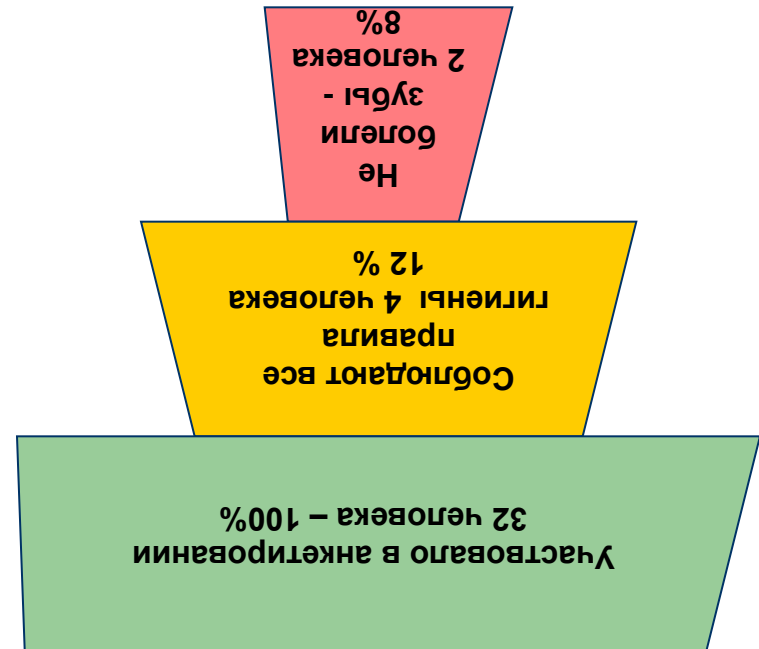 Участвовало в анкетировании
32 человека – 100%
Соблюдают все
правила
гигиены 4 человека
12 %
Не
болели
зубы -
2 человека
8%